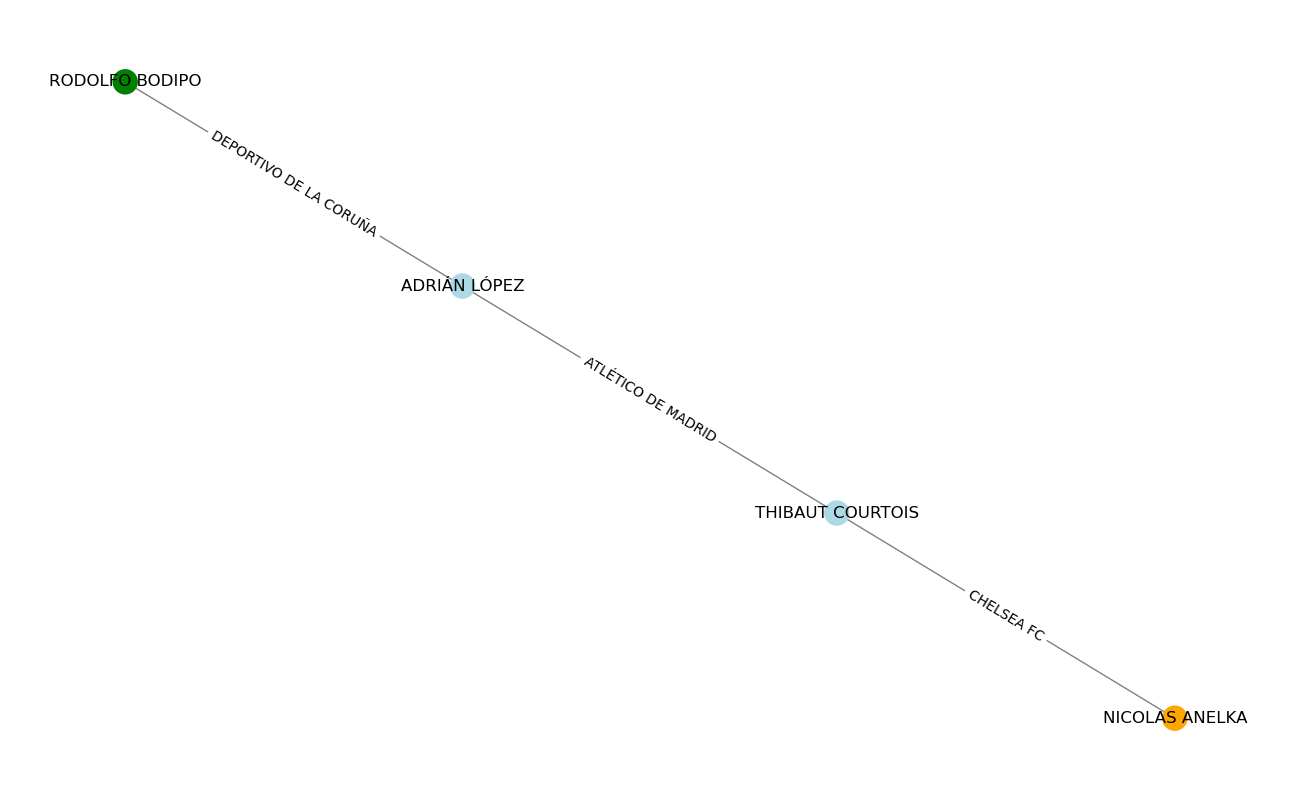 RODOLFO BODIPO
DEPORTIVO DE LA CORUÑA
ADRIÁN LÓPEZ
ATLÉTICO DE MADRID
THIBAUT COURTOIS
CHELSEA FC
NICOLAS ANELKA